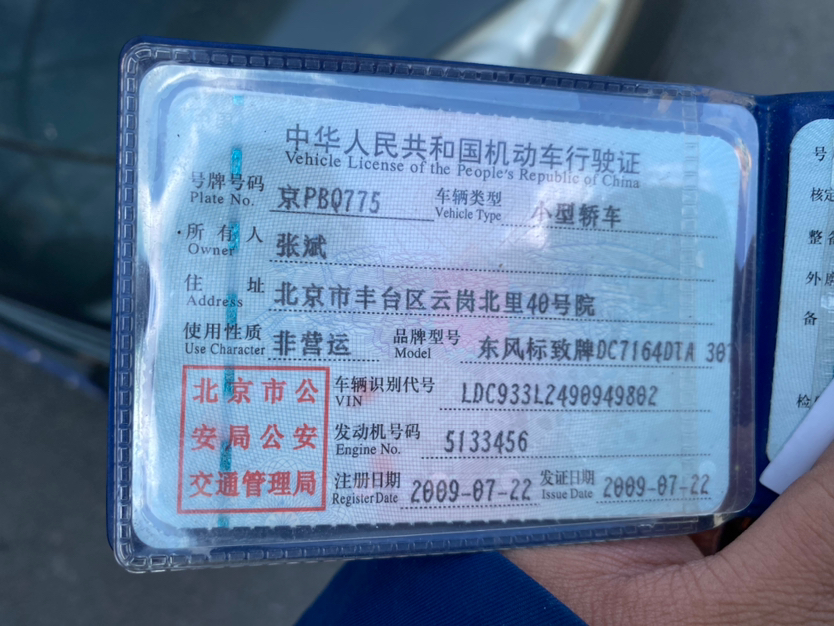 中华人民共和国机动车行驶证
Vehicle License of the People's Republic of China
号牌号码 京PBQ775 车辆类型 小型轿车
Plate No. Vehicle Type
所有人 张斌
Owner
住址 北京市丰台区云岗北里40号院
Address
使用性质 非营运 品牌型号 东风标致牌DC7164DTA 307
Use Character Model
北京市公
安局公安
交通管理局
车辆识别代号 LDC933L2490949802
VIN
发动机号码 5133456
Engine No.
注册日期 2009-07-22 发证日期 2009-07-22
Register Date Issue Date
号
核定
整备
外廓
备
检